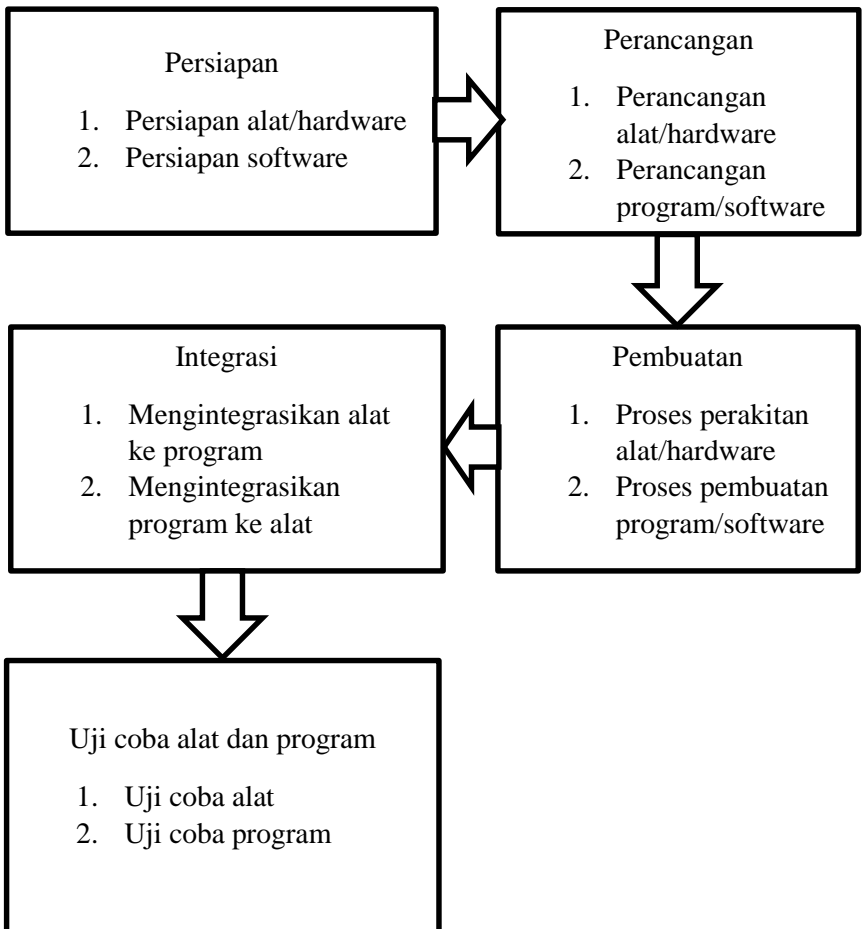 Persiapan
1. Persiapan alat/hardware
2. Persiapan software
Perancangan
1. Perancangan
alat/hardware
2. Perancangan
program/software
Integrasi
1. Mengintegrasikan alat
ke program
2. Mengintegrasikan
program ke alat
Pembuatan
1. Proses perakitan
alat/hardware
2. Proses pembuatan
program/software
Uji coba alat dan program
1. Uji coba alat
2. Uji coba program